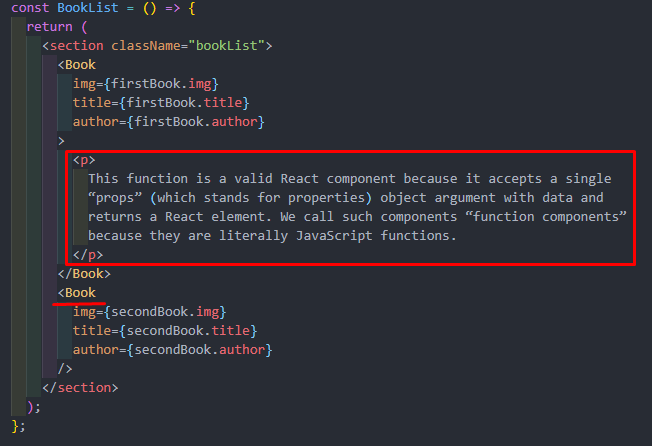 const BookList = () => {
return (
<section className="bookList">
<Book
img={firstBook.img}
title={firstBook.title}
author={firstBook.author}
>
<p>
This function is a valid React component because it accepts a single
“props” (which stands for properties) object argument with data and
returns a React element. We call such components “function components”
because they are literally JavaScript functions.
</p>
</Book>
<Book
img={secondBook.img}
title={secondBook.title}
author={secondBook.author}
/>
</section>
);
};